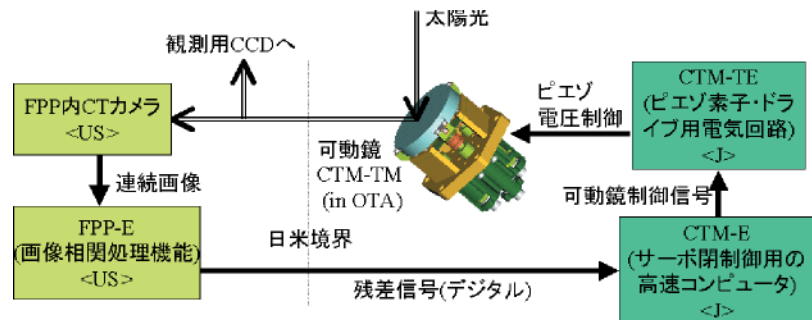 太陽光
観測用CCDへ
FPP内CTカメラ
<US>
連続画像
FPP-E
(画像相関処理機能)
<US>
可動鏡
CTM-TM
(in OTA)
日米境界
ピエゾ
電圧制御
CTM-TE
(ピエゾ素子・ドラ
イブ用電気回路)
<J>
可動鏡制御信号
CTM-E
(サーボ閉制御用の
高速コンピュータ)
<J>
残差信号(デジタル)